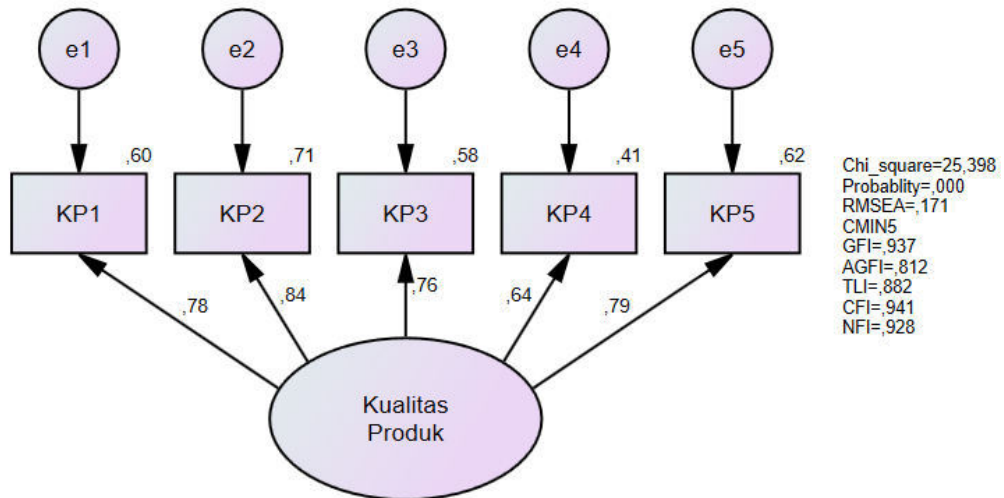 e1 e2 e3 e4 e5
,60 ,71 ,58 ,41 ,62
KP1 KP2 KP3 KP4 KP5
,78 ,84 ,76 ,64 ,79
Kualitas
Produk
Chi_square=25,398
Probablity=,000
RMSEA=,171
CMIN5
GFI=,937
AGFI=,812
TLI=,882
CFI=,941
NFI=,928